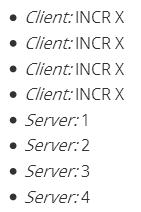 • Client: INCR X
• Client: INCR X
• Client: INCR X
• Client: INCR X
• Server: 1
• Server: 2
• Server: 3
• Server: 4